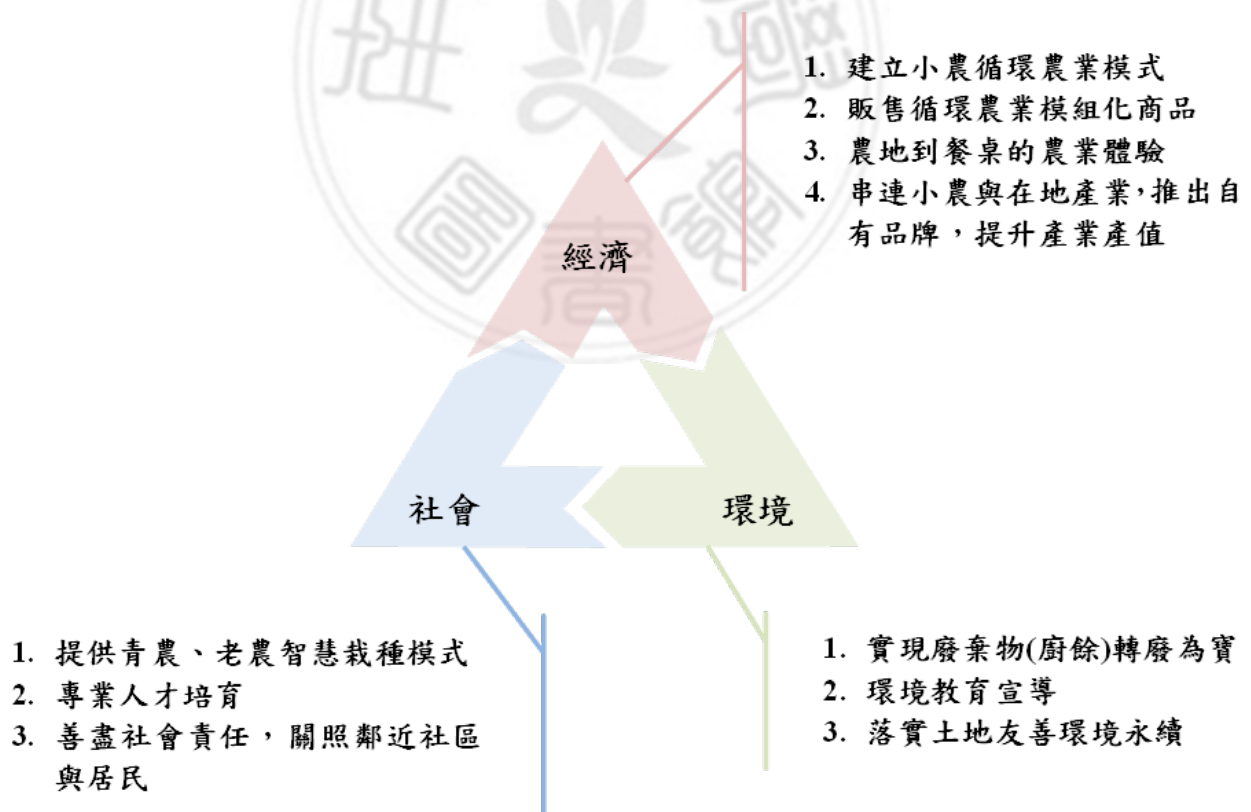 1. 建立小農循環農業模式
2. 販售循環農業模組化商品
3. 農地到餐桌的農業體驗
4. 串連小農與在地產業,推出自
有品牌,提升產業產值
經濟
社會
環境
1. 提供青農、老農智慧栽種模式
2. 專業人才培育
3. 善盡社會責任,關照鄰近社區
與居民
1. 實現廢棄物(廚餘)轉廢為寶
2. 環境教育宣導
3. 落實土地友善環境永續